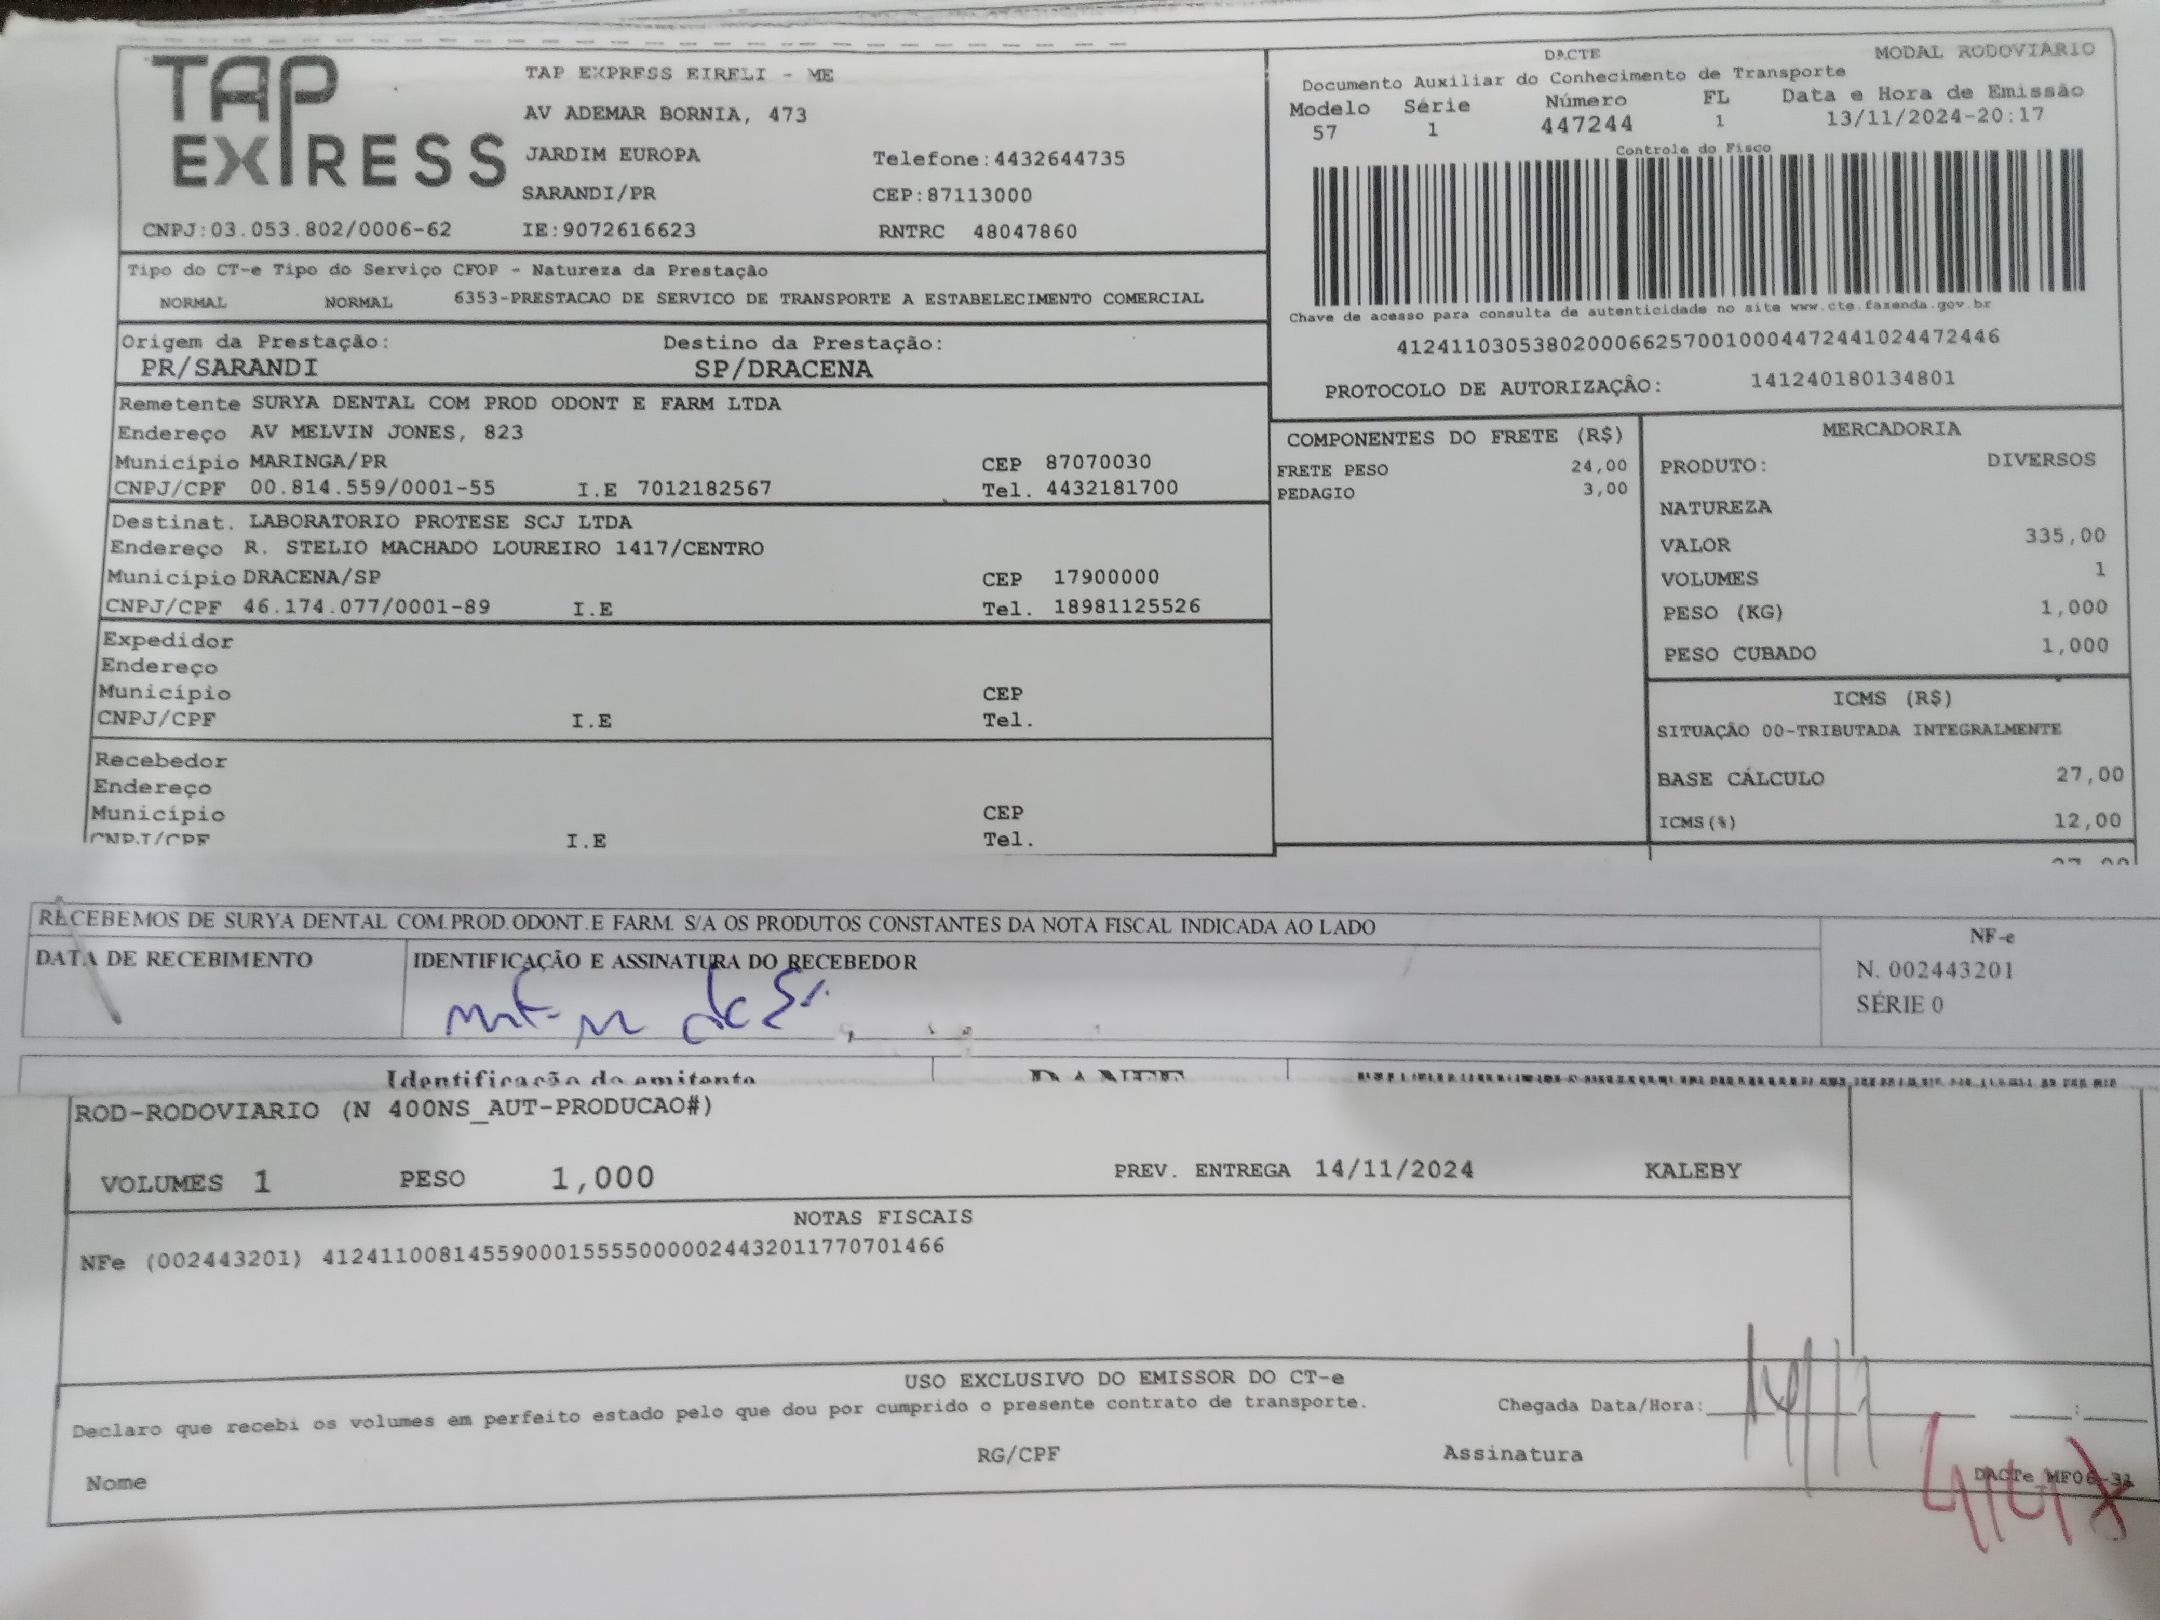 TAP EXPRESS
TAP EXPRESS EIRELI - ME
AV ADEMAR BORNIA, 473
JARDIM EUROPA Telefone:4432644735
SARANDI/PR CEP:87113000
CNPJ:03.053.802/0006-62 IE:9072616623 RNTRC 48047860
DACTE MODAL RODOVIÁRIO
Documento Auxiliar do Conhecimento de Transporte
Modelo Série Número FL Data e Hora de Emissão
57 1 447244 1 13/11/2024-20:17
Controle do Fisco
Chave de acesso para consulta de autenticidade no site www.cte.fazenda.gov.br
41241103053802000662570010004472441024472446
PROTOCOLO DE AUTORIZAÇÂO: 141240180134801
Tipo do CT-e Tipo do Serviço CFOP - Natureza da Prestação
NORMAL NORMAL 6353-PRESTACAO DE SERVICO DE TRANSPORTE A ESTABELECIMENTO COMERCIAL
Origem da Prestação: Destino da Prestação:
PR/SARANDI SP/DRACENA
Remetente SURYA DENTAL COM PROD ODONT E FARM LTDA
Endereço AV MELVIN JONES, 823
Município MARINGA/PR CEP 87070030
CNPJ/CPF 00.814.559/0001-55 I.E 7012182567 Tel. 4432181700
Destinat. LABORATORIO PROTESE SCJ LTDA
Endereço R. STELIO MACHADO LOUREIRO 1417/CENTRO
Município DRACENA/SP CEP 17900000
CNPJ/CPF 46.174.077/0001-89 I.E Tel. 18981125526
Expedidor
Endereço
Município CEP
CNPJ/CPF I.E Tel.
Recebedor
Endereço
Município CEP
CNPJ/CPF I.E Tel.
COMPONENTES DO FRETE (R$)
FRETE PESO 24,00
PEDAGIO 3,00
MERCADORIA
PRODUTO: DIVERSOS
NATUREZA
VALOR 335,00
VOLUMES 1
PESO (KG) 1,000
PESO CUBADO 1,000
ICMS (R$)
SITUAÇÃO 00-TRIBUTADA INTEGRALMENTE
BASE CÁLCULO 27,00
ICMS(%) 12,00
RECEBEMOS DE SURYA DENTAL COM.PROD.ODONT.E FARM. S/A OS PRODUTOS CONSTANTES DA NOTA FISCAL INDICADA AO LADO
DATA DE RECEBIMENTO IDENTIFICAÇÃO E ASSINATURA DO RECEBEDOR
NF-e
N. 002443201
SÉRIE 0
Identificação do emitente DANFE
ROD-RODOVIARIO (N 400NS_AUT-PRODUCAO#)
VOLUMES 1 PESO 1,000 PREV. ENTREGA 14/11/2024 KALEBY
NOTAS FISCAIS
NFe (002443201) 41241100814559000155550000024432011770701466
USO EXCLUSIVO DO EMISSOR DO CT-e
Declaro que recebi os volumes em perfeito estado pelo que dou por cumprido o presente contrato de transporte. Chegada Data/Hora:
Nome RG/CPF Assinatura
DACTe_MF06-31